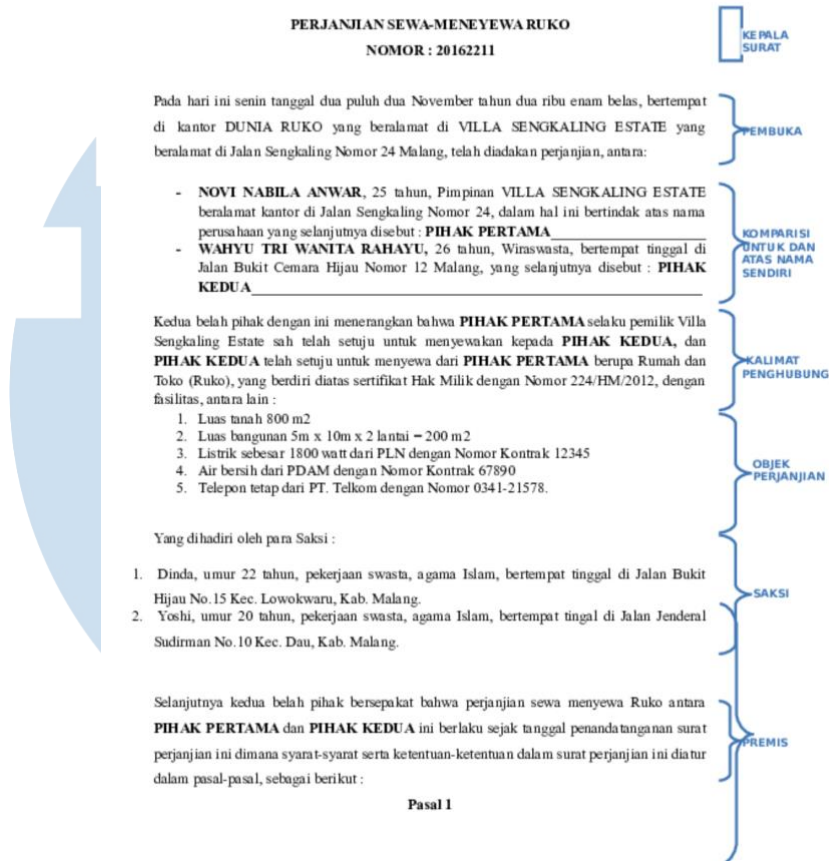 PERJANJIAN SEWA-MENEYEWA RUKO
NOMOR : 20162211
KEPALA
SURAT
Pada hari ini senin tanggal dua puluh dua November tahun dua ribu enam belas, bertempat
di kantor DUNIA RUKO yang beralamat di VILLA SENGKALING ESTATE yang
beralamat di Jalan Sengkaling Nomor 24 Malang, telah diadakan perjanjian, antara:
PEMBUKA
- NOVI NABILA ANWAR, 25 tahun, Pimpinan VILLA SENGKALING ESTATE
beralamat kantor di Jalan Sengkaling Nomor 24, dalam hal ini bertindak atas nama
perusahaan yang selanjutnya disebut : PIHAK PERTAMA
- WAHYU TRI WANITA RAHAYU, 26 tahun, Wiraswasta, bertempat tinggal di
Jalan Bukit Cemara Hijau Nomor 12 Malang, yang selanjutnya disebut : PIHAK
KEDUA
KOMPARISI
UNTUK DAN
ATAS NAMA
SENDIRI
Kedua belah pihak dengan ini menerangkan bahwa PIHAK PERTAMA selaku pemilik Villa
Sengkaling Estate sah telah setuju untuk menyewakan kepada PIHAK KEDUA, dan
PIHAK KEDUA telah setuju untuk menyewa dari PIHAK PERTAMA berupa Rumah dan
Toko (Ruko), yang berdiri diatas sertifikat Hak Milik dengan Nomor 224/HM/2012, dengan
fasilitas, antara lain :
KALIMAT
PENGHUBUNG
1. Luas tanah 800 m2
2. Luas bangunan 5m x 10m x 2 lantai = 200 m2
3. Listrik sebesar 1800 watt dari PLN dengan Nomor Kontrak 12345
4. Air bersih dari PDAM dengan Nomor Kontrak 67890
5. Telepon tetap dari PT. Telkom dengan Nomor 0341-21578.
OBJEK
PERJANJIAN
Yang dihadiri oleh para Saksi :
1. Dinda, umur 22 tahun, pekerjaan swasta, agama Islam, bertempat tinggal di Jalan Bukit
Hijau No.15 Kec. Lowokwaru, Kab. Malang.
2. Yoshi, umur 20 tahun, pekerjaan swasta, agama Islam, bertempat tingal di Jalan Jenderal
Sudirman No.10 Kec. Dau, Kab. Malang.
SAKSI
Selanjutnya kedua belah pihak bersepakat bahwa perjanjian sewa menyewa Ruko antara
PIHAK PERTAMA dan PIHAK KEDUA ini berlaku sejak tanggal penandatanganan surat
perjanjian ini dimana syarat-syarat serta ketentuan-ketentuan dalam surat perjanjian ini diatur
dalam pasal-pasal, sebagai berikut :
PREMIS
Pasal 1